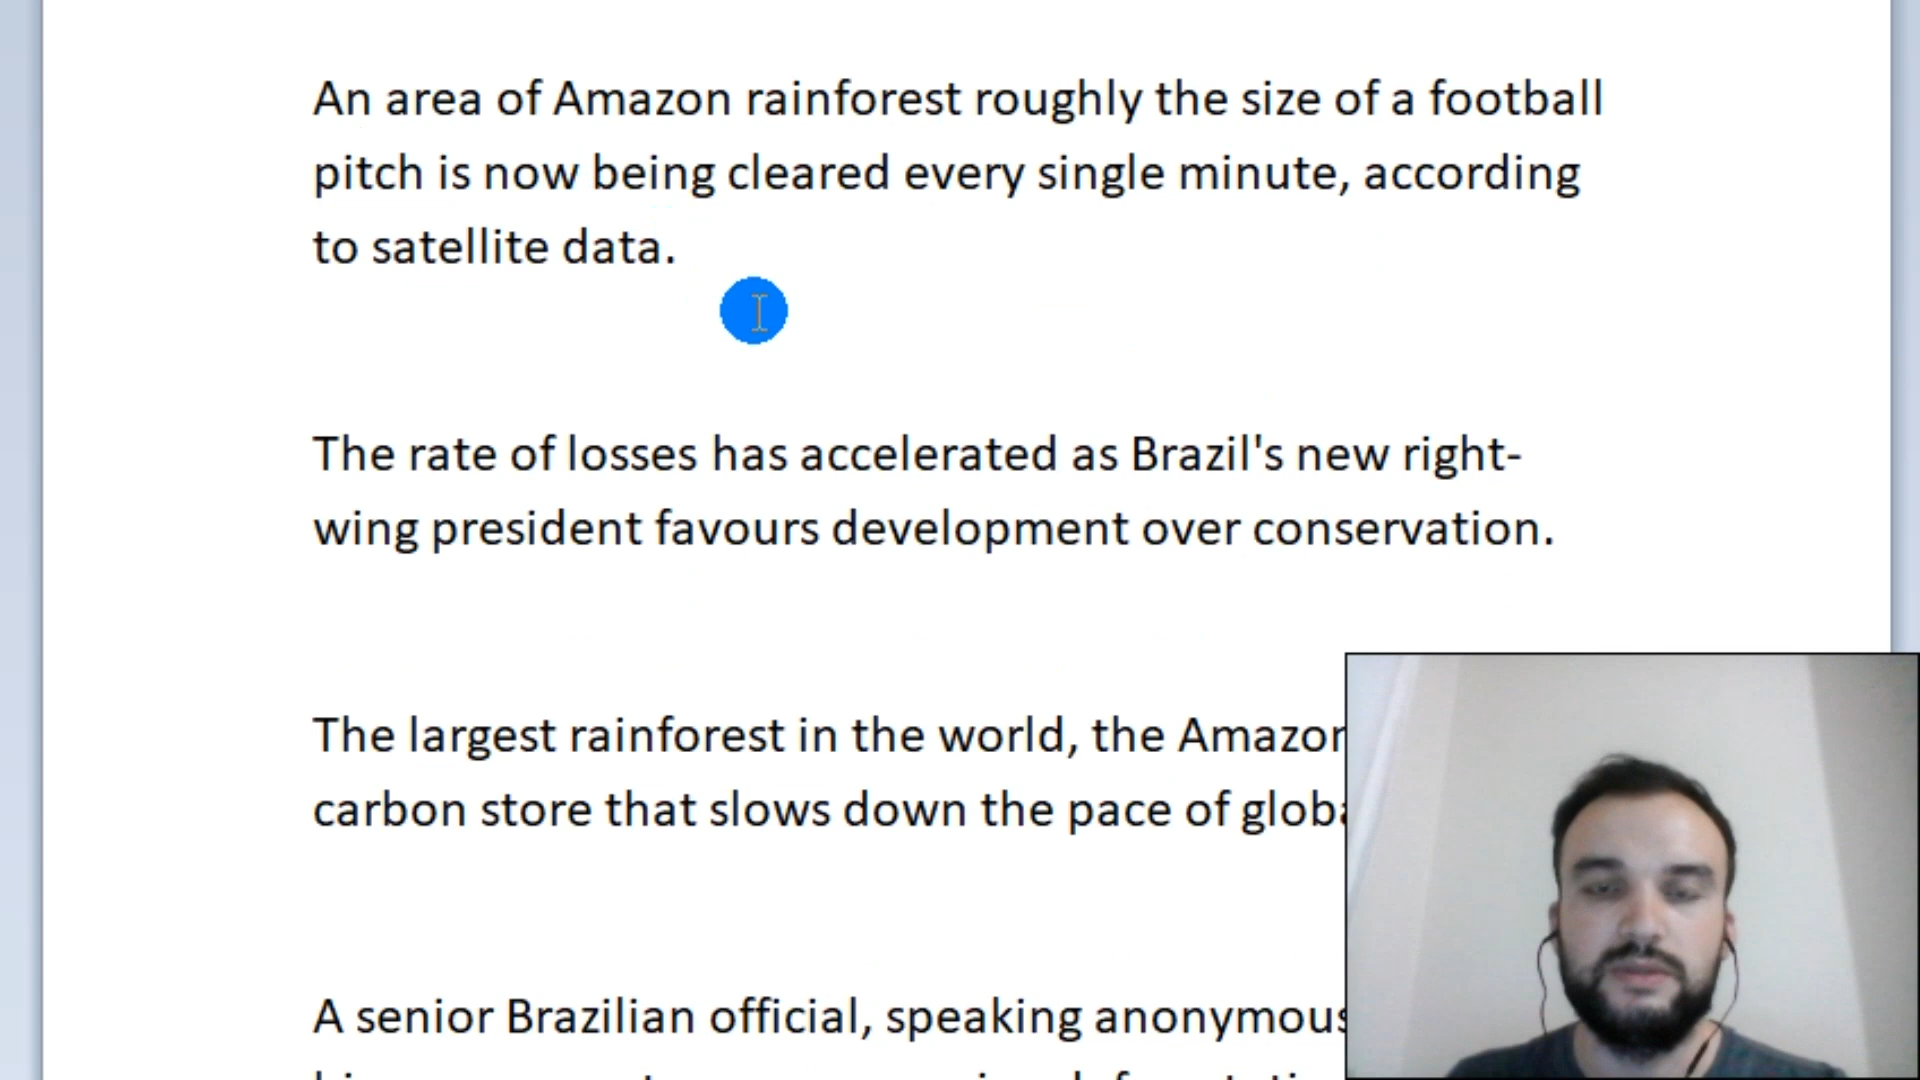 An area of Amazon rainforest roughly the size of a football
pitch is now being cleared every single minute, according
to satellite data.
The rate of losses has accelerated as Brazil's new right-
wing president favours development over conservation.
The largest rainforest in the world, the Amazon
carbon store that slows down the pace of
A senior Brazilian official, speaking